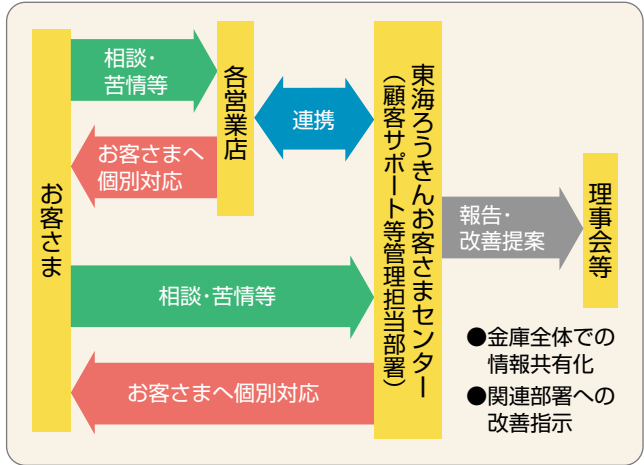 お客さま
相談・
苦情等
お客さまへ
個別対応
各営業店
連携
相談・苦情等
お客さまへ個別対応
東海ろうきんお客さまセンター
（顧客サポート等管理担当部署）
報告・
改善提案
理事会等
●金庫全体での
情報共有化
●関連部署への
改善指示